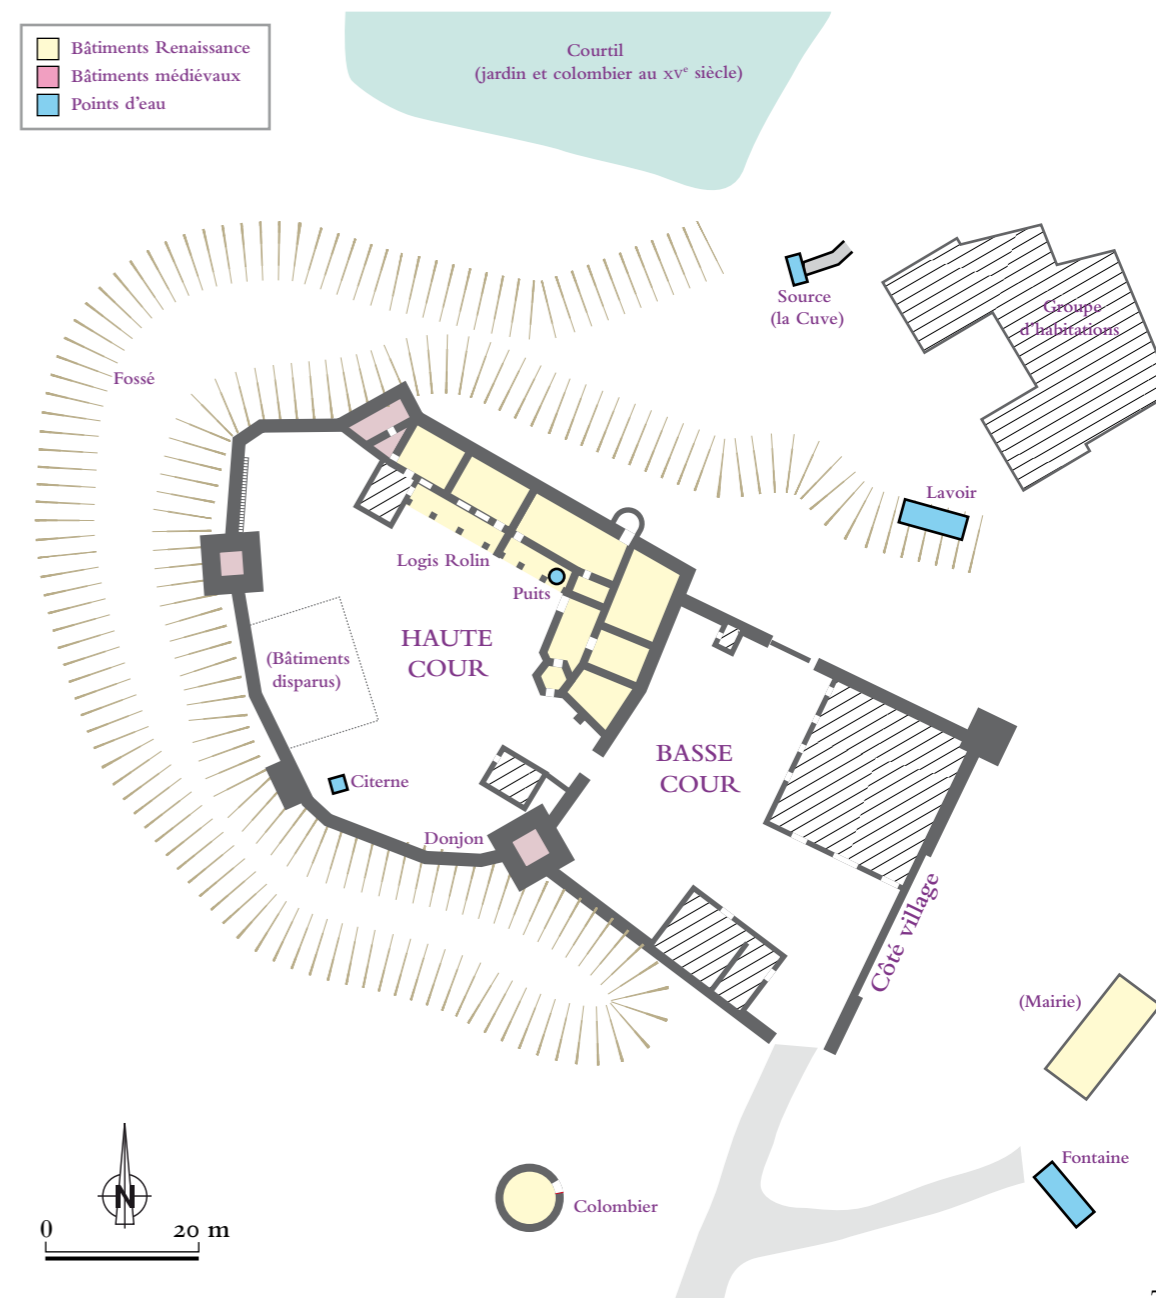 Bâtiments Renaissance
Bâtiments médiévaux
Points d'eau
Courtil
(jardin et colombier au XVe siècle)
Source
(la Cuve)
Groupe
d'habitations
Fossé
Lavoir
Logis Rolin
Puits
HAUTE
COUR
(Bâtiments
disparus)
BASSE
COUR
Citerne
Donjon
Côté village
(Mairie)
Fontaine
Colombier
N
0 20 m